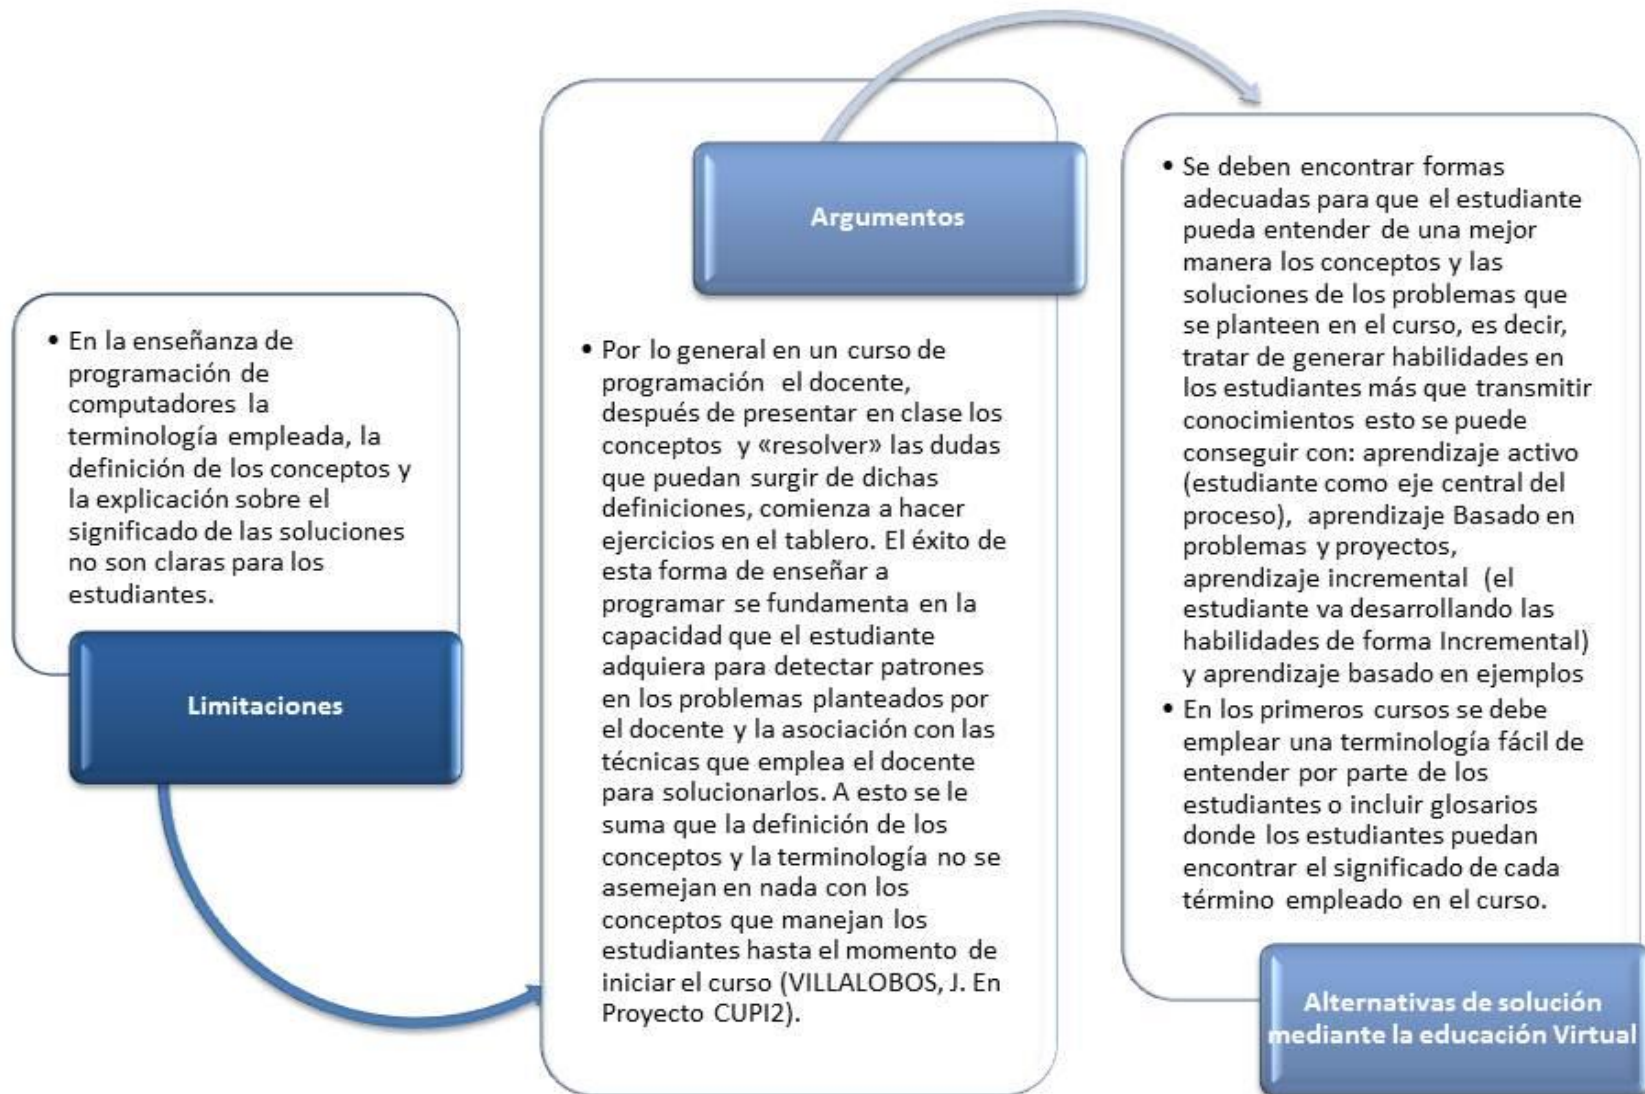 • En la enseñanza de
programación de
computadores la
terminología empleada, la
definición de los conceptos y
la explicación sobre el
significado de las soluciones
no son claras para los
estudiantes.
Limitaciones
Argumentos
• Por lo general en un curso de
programación el docente,
después de presentar en clase los
conceptos y «resolver» las dudas
que puedan surgir de dichas
definiciones, comienza a hacer
ejercicios en el tablero. El éxito de
esta forma de enseñar a
programar se fundamenta en la
capacidad que el estudiante
adquiera para detectar patrones
en los problemas planteados por
el docente y la asociación con las
técnicas que emplea el docente
para solucionarlos. A esto se le
suma que la definición de los
conceptos y la terminología no se
asemejan en nada con los
conceptos que manejan los
estudiantes hasta el momento de
iniciar el curso (VILLALOBOS, J. En
Proyecto CUPI2).
• Se deben encontrar formas
adecuadas para que el estudiante
pueda entender de una mejor
manera los conceptos y las
soluciones de los problemas que
se planteen en el curso, es decir,
tratar de generar habilidades en
los estudiantes más que transmitir
conocimientos esto se puede
conseguir con: aprendizaje activo
(estudiante como eje central del
proceso), aprendizaje Basado en
problemas y proyectos,
aprendizaje incremental (el
estudiante va desarrollando las
habilidades de forma Incremental)
y aprendizaje basado en ejemplos
• En los primeros cursos se debe
emplear una terminología fácil de
entender por parte de los
estudiantes o incluir glosarios
donde los estudiantes puedan
encontrar el significado de cada
término empleado en el curso.
Alternativas de solución
mediante la educación Virtual